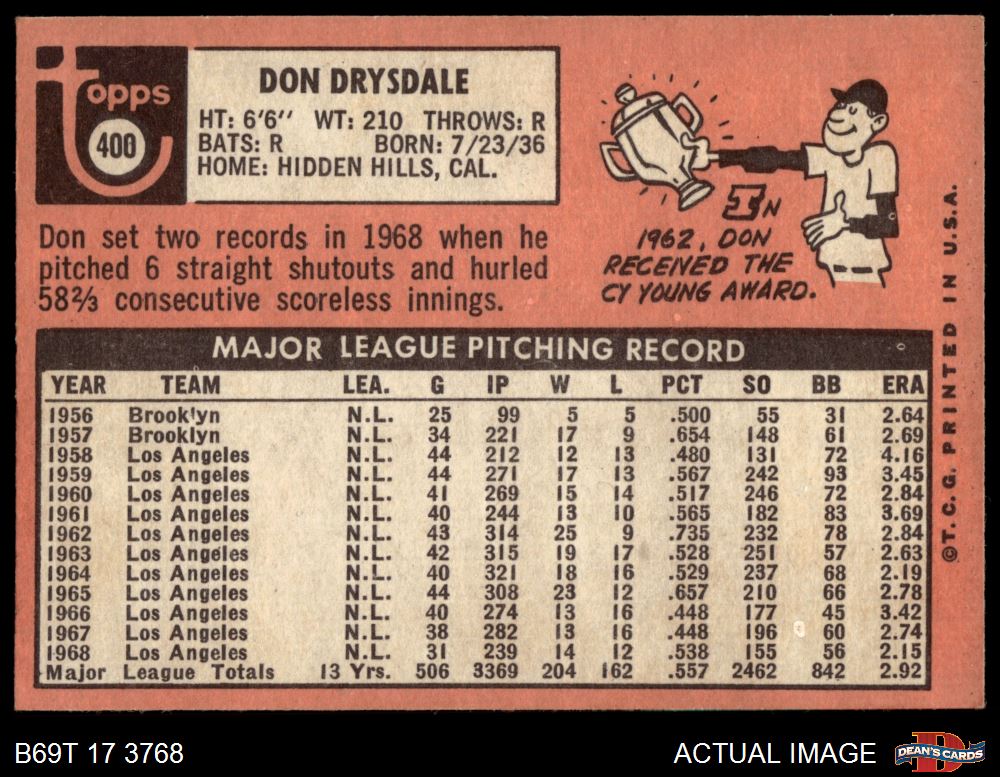 Topps
400
DON DRYSDALE
HT: 6'6" WT: 210 THROWS: R
BATS: R BORN: 7/23/36
HOME: HIDDEN HILLS, CAL.
Don set two records in 1968 when he
pitched 6 straight shutouts and hurled
58⅔ consecutive scoreless innings.
IN
1962, DON
RECEIVED THE
CY YOUNG AWARD.
MAJOR LEAGUE PITCHING RECORD
YEAR TEAM LEA. G IP W L PCT SO BB ERA
1956 Brooklyn N.L. 25 99 5 5 .500 55 31 2.64
1957 Brooklyn N.L. 34 221 17 9 .654 148 61 2.69
1958 Los Angeles N.L. 44 212 12 13 .480 131 72 4.16
1959 Los Angeles N.L. 44 271 17 13 .567 242 93 3.45
1960 Los Angeles N.L. 41 269 15 14 .517 246 72 2.84
1961 Los Angeles N.L. 40 244 13 10 .565 182 83 3.69
1962 Los Angeles N.L. 43 314 25 9 .735 232 78 2.84
1963 Los Angeles N.L. 42 315 19 17 .528 251 57 2.63
1964 Los Angeles N.L. 40 321 18 16 .529 237 68 2.19
1965 Los Angeles N.L. 44 308 23 12 .657 210 66 2.78
1966 Los Angeles N.L. 40 274 13 16 .448 177 45 3.42
1967 Los Angeles N.L. 38 282 13 16 .448 196 60 2.74
1968 Los Angeles N.L. 31 239 14 12 .538 155 56 2.15
Major League Totals 13 Yrs. 506 3369 204 162 .557 2462 842 2.92
©T.C.G. PRINTED IN U.S.A.
B69T 17 3768
ACTUAL IMAGE
DEAN'S CARDS